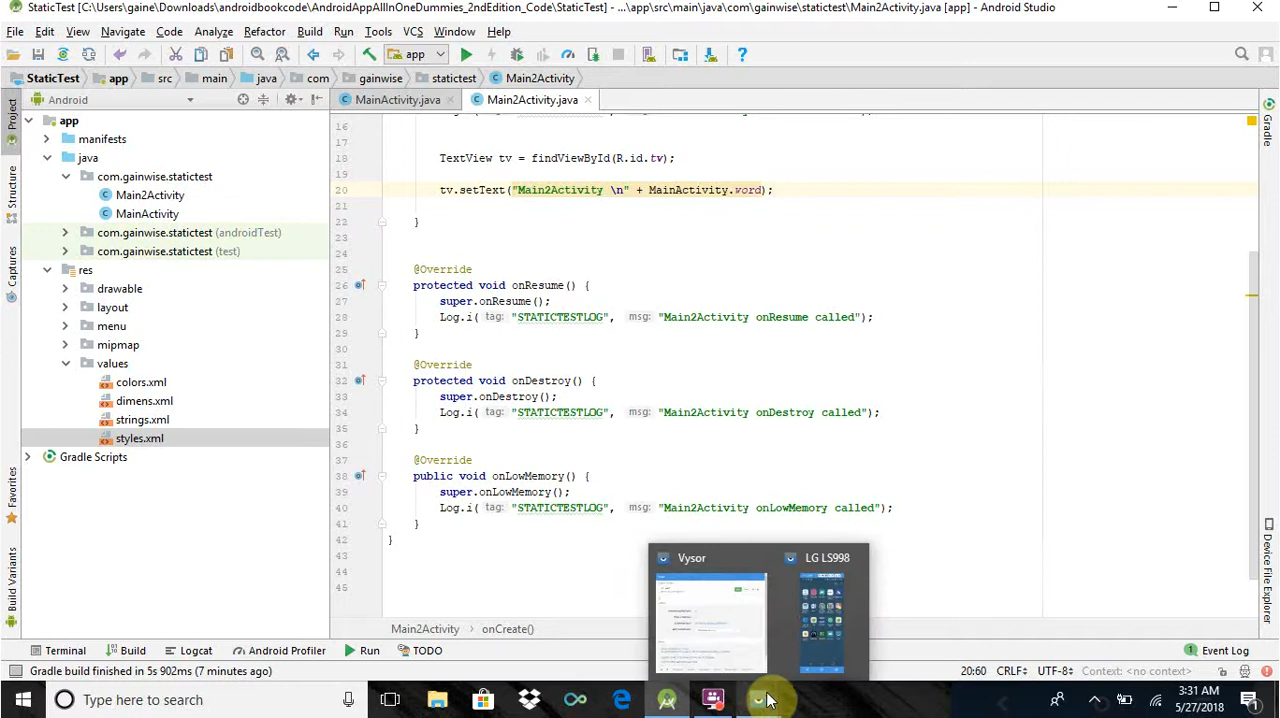 StaticTest [C:\Users\gaine\Downloads\androidbookcode\AndroidAppAllInOneDummies_2ndEdition_Code\StaticTest] - ...\app\src\main\java\com\gainwise\statictest\Main2Activity.java [app] - Android Studio
File Edit View Navigate Code Analyze Refactor Build Run Tools VCS Window Help
app
StaticTest app src main java com gainwise statictest Main2Activity
Android
MainActivity.java
Main2Activity.java
Project
Structure
Captures
Favorites
Build Variants
app
manifests
java
com.gainwise.statictest
Main2Activity
MainActivity
com.gainwise.statictest (androidTest)
com.gainwise.statictest (test)
res
drawable
layout
menu
mipmap
values
colors.xml
dimens.xml
strings.xml
styles.xml
Gradle Scripts
16
17
18 TextView tv = findViewById(R.id.tv);
19
20 tv.setText("Main2Activity \n" + MainActivity.word);
21
22 }
23
24
25 @Override
26 protected void onResume() {
27 super.onResume();
28 Log.i( tag: "STATICTESTLOG", msg: "Main2Activity onResume called");
29 }
30
31 @Override
32 protected void onDestroy() {
33 super.onDestroy();
34 Log.i( tag: "STATICTESTLOG", msg: "Main2Activity onDestroy called");
35 }
36
37 @Override
38 public void onLowMemory() {
39 super.onLowMemory();
40 Log.i( tag: "STATICTESTLOG", msg: "Main2Activity onLowMemory called");
41 }
42 }
43
44
45
Gradle
Device File Explorer
Vysor
LG LS998
Main2Activity onCreate()
Terminal Build Logcat Android Profiler Run TODO
Event Log
Gradle build finished in 5s 502ms (7 minutes ago)
20:60 CRLF÷ UTF-8÷ Context: <no context>
Type here to search
:31 AM
5/27/2018
1